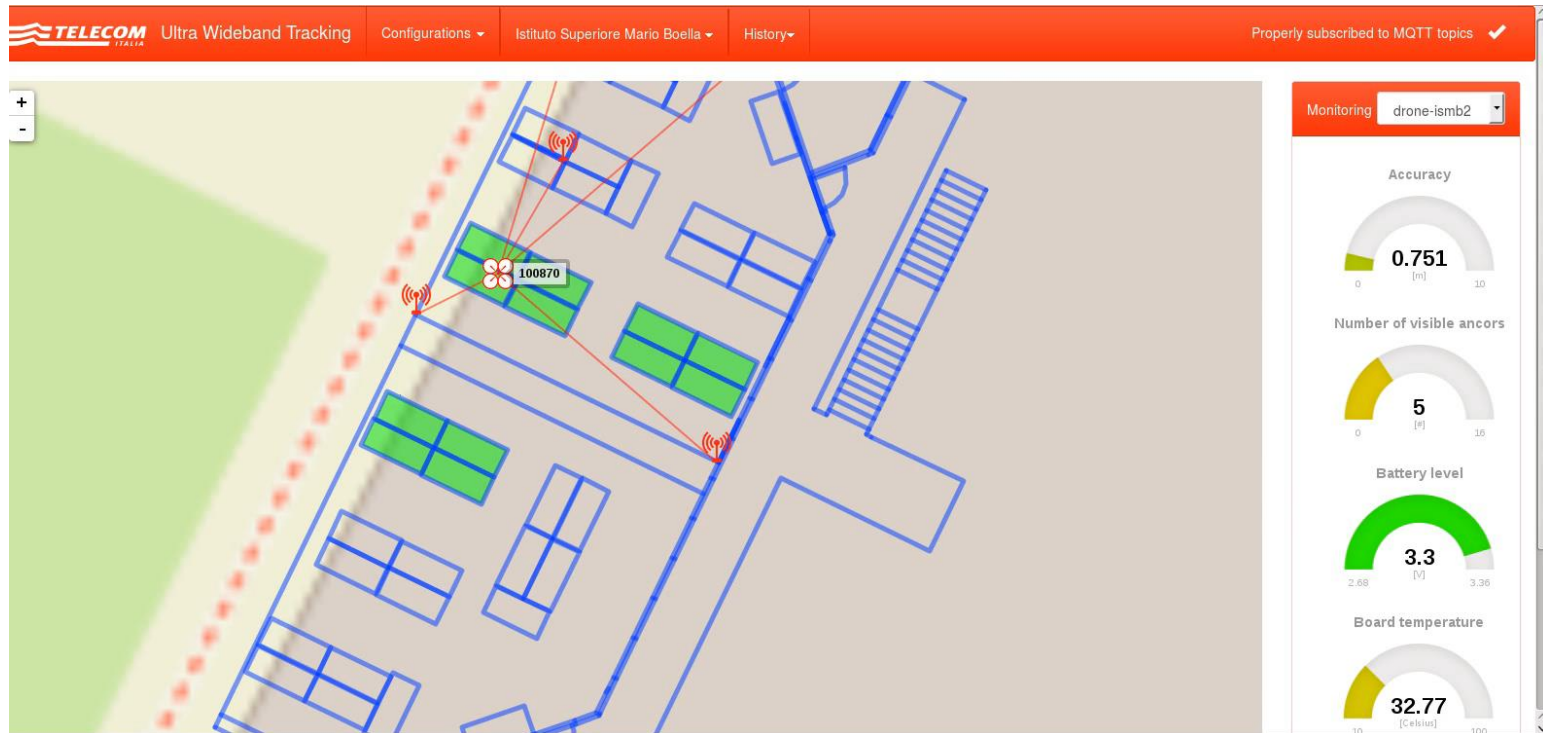 TELECOM
ITALIA
Ultra Wideband Tracking
Configurations
Istituto Superiore Mario Boella
History
Properly subscribed to MQTT topics
+
-
100870
Monitoring
drone-ismb2
Accuracy
0.751
[m]
0
10
Number of visible ancors
5
[#]
0
16
Battery level
3.3
[V]
2.68
3.36
Board temperature
32.77
[Celsius]
10
100